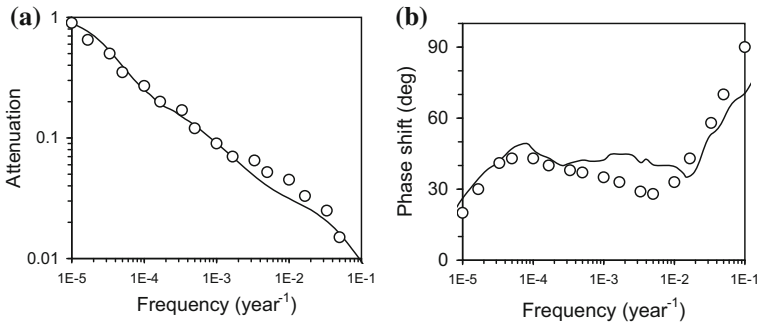 (a)
1
0.1
0.01
Attenuation
1E-5 1E-4 1E-3 1E-2 1E-1
Frequency (year-1)
(b)
90
60
30
0
Phase shift (deg)
1E-5 1E-4 1E-3 1E-2 1E-1
Frequency (year-1)